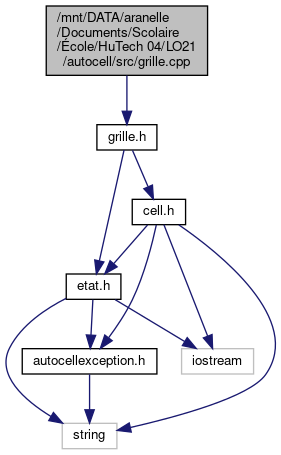 /mnt/DATA/aranelle
/Documents/Scolaire
/École/HuTech 04/LO21
/autocell/src/grille.cpp
grille.h
cell.h
etat.h
autocellexception.h
iostream
string